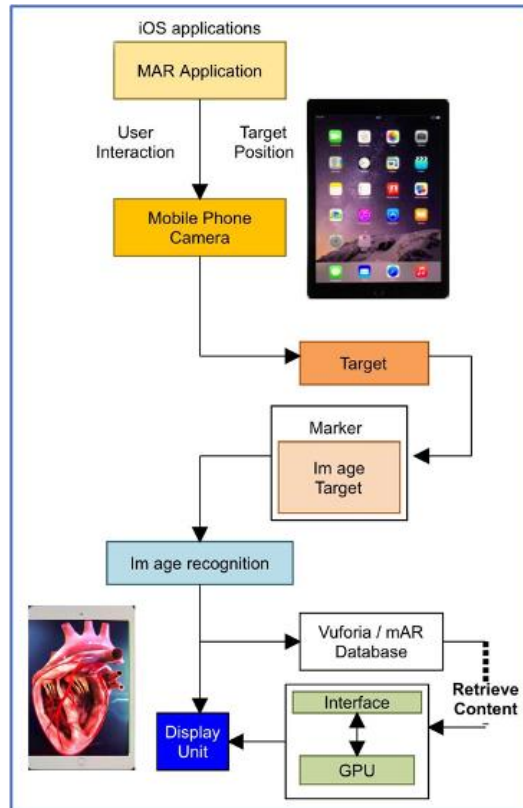 iOS applications
MAR Application
User
Interaction
Target
Position
Mobile Phone
Camera
Target
Marker
Im age
Target
Im age recognition
Vuforia / mAR
Database
Retrieve
Content
Interface
GPU
Display
Unit